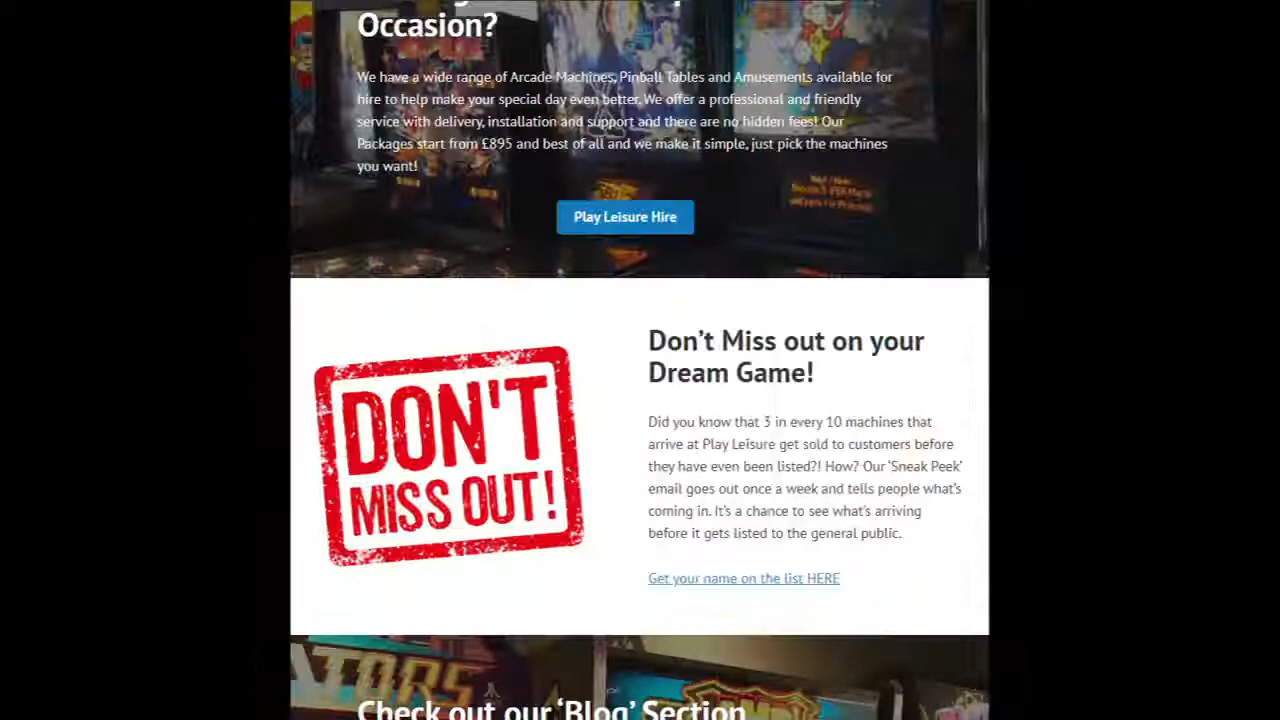 Occasion?
We have a wide range of Arcade Machines, Pinball Tables and Amusements available for
hire to help make your special day even better. We offer a professional and friendly
service with delivery, installation and support and there are no hidden fees! Our
Packages start from £895 and best of all and we make it simple, just pick the machines
you want!
Play Leisure Hire
DON'T
MISS OUT!
Don’t Miss out on your
Dream Game!
Did you know that 3 in every 10 machines that
arrive at Play Leisure get sold to customers before
they have even been listed?! How? Our ‘Sneak Peek’
email goes out once a week and tells people what’s
coming in. It’s a chance to see what’s arriving
before it gets listed to the general public.
Get your name on the list HERE
ATORS
Check out our ‘Blog’ Section